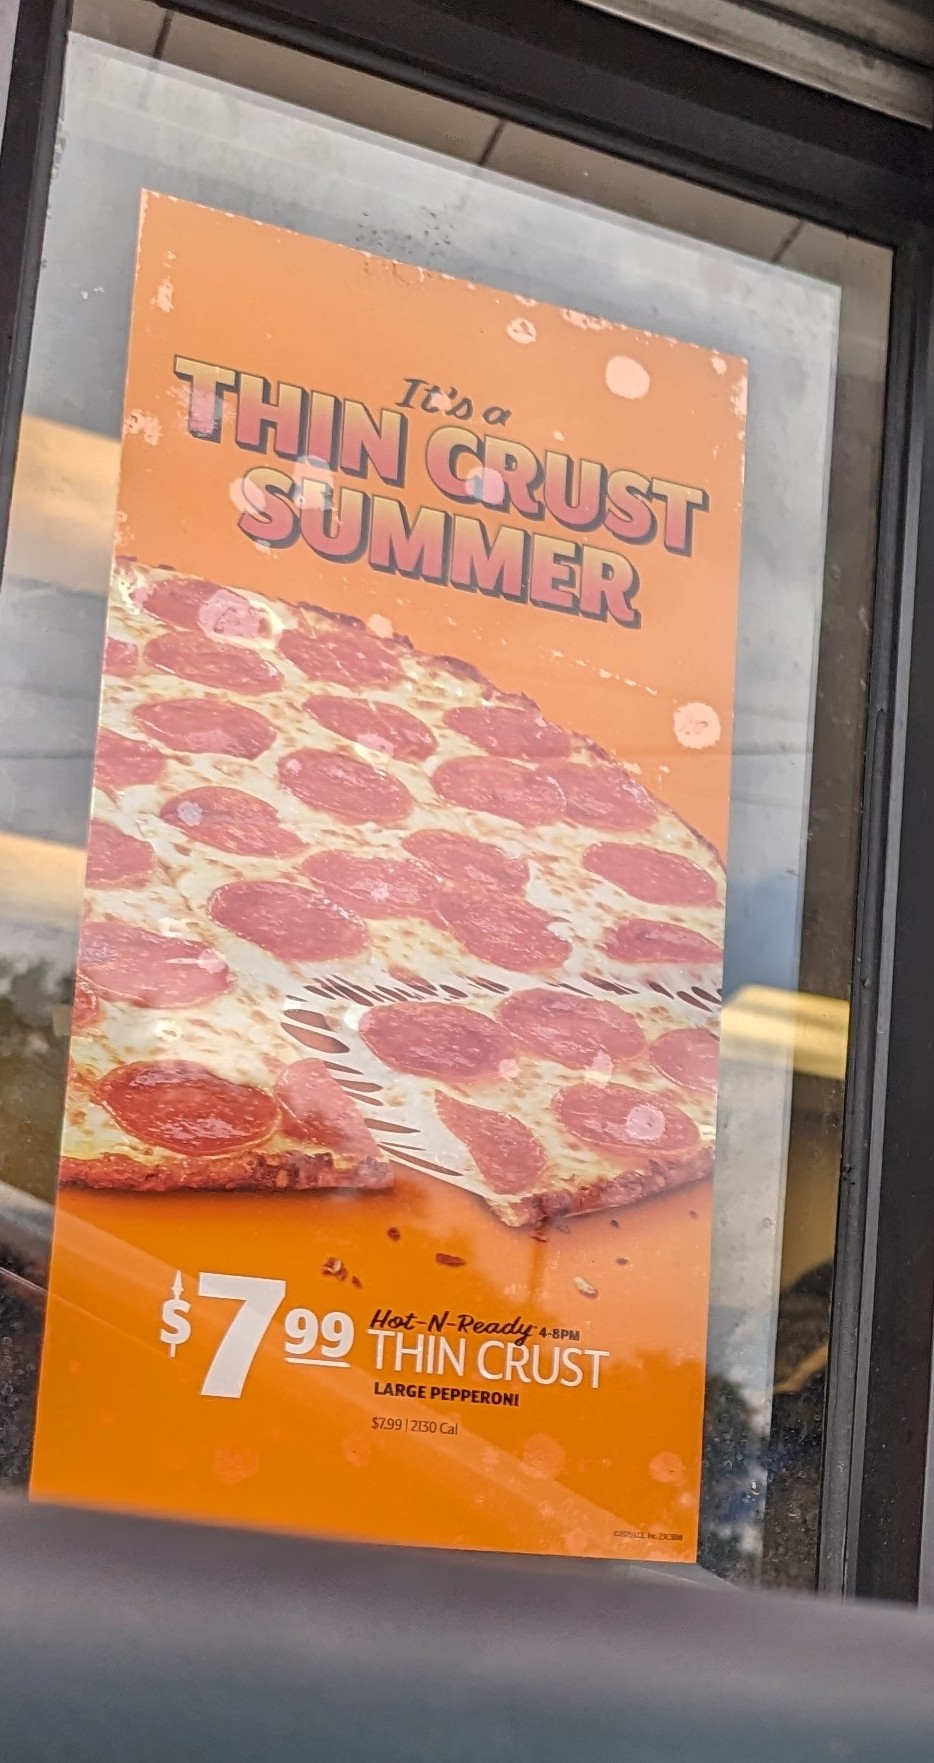 It's a
THIN CRUST
SUMMER
$7 99
Hot-N-Ready® 4-8PM
THIN CRUST
LARGE PEPPERONI
$7.99 | 2130 Cal